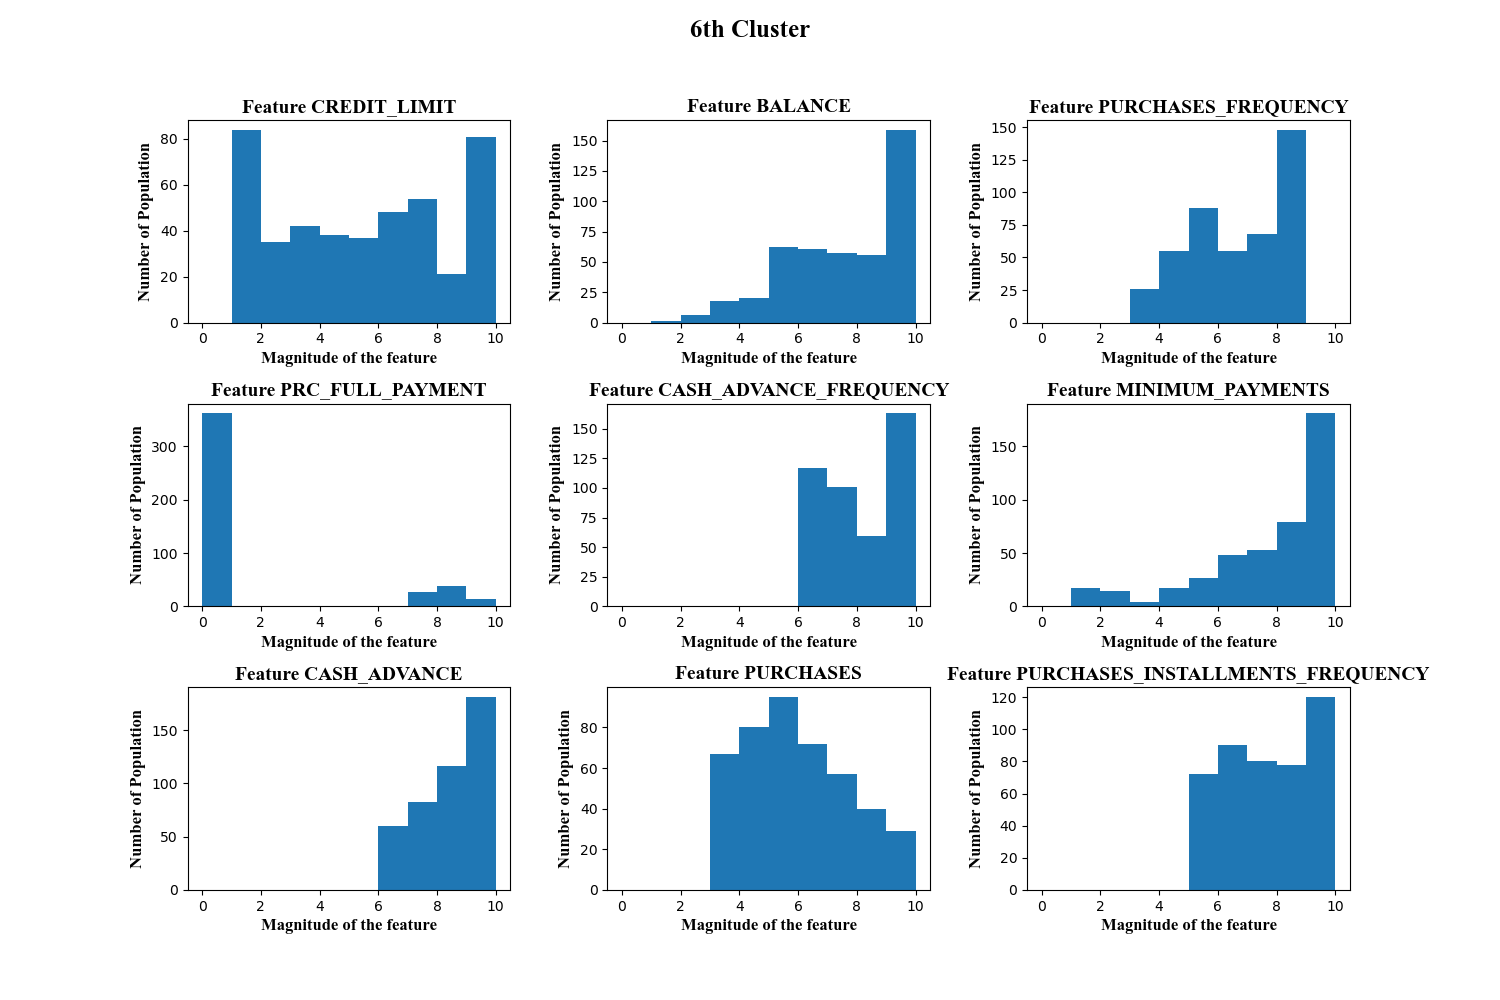 6th Cluster
Feature CREDIT_LIMIT
Number of Population
80
60
40
20
0
0 2 4 6 8 10
Magnitude of the feature
Feature BALANCE
Number of Population
150
125
100
75
50
25
0
0 2 4 6 8 10
Magnitude of the feature
Feature PURCHASES_FREQUENCY
Number of Population
150
125
100
75
50
25
0
0 2 4 6 8 10
Magnitude of the feature
Feature PRC_FULL_PAYMENT
Number of Population
300
200
100
0
0 2 4 6 8 10
Magnitude of the feature
Feature CASH_ADVANCE_FREQUENCY
Number of Population
150
125
100
75
50
25
0
0 2 4 6 8 10
Magnitude of the feature
Feature MINIMUM_PAYMENTS
Number of Population
150
100
50
0
0 2 4 6 8 10
Magnitude of the feature
Feature CASH_ADVANCE
Number of Population
150
100
50
0
0 2 4 6 8 10
Magnitude of the feature
Feature PURCHASES
Number of Population
80
60
40
20
0
0 2 4 6 8 10
Magnitude of the feature
Feature PURCHASES_INSTALLMENTS_FREQUENCY
Number of Population
120
100
80
60
40
20
0
0 2 4 6 8 10
Magnitude of the feature